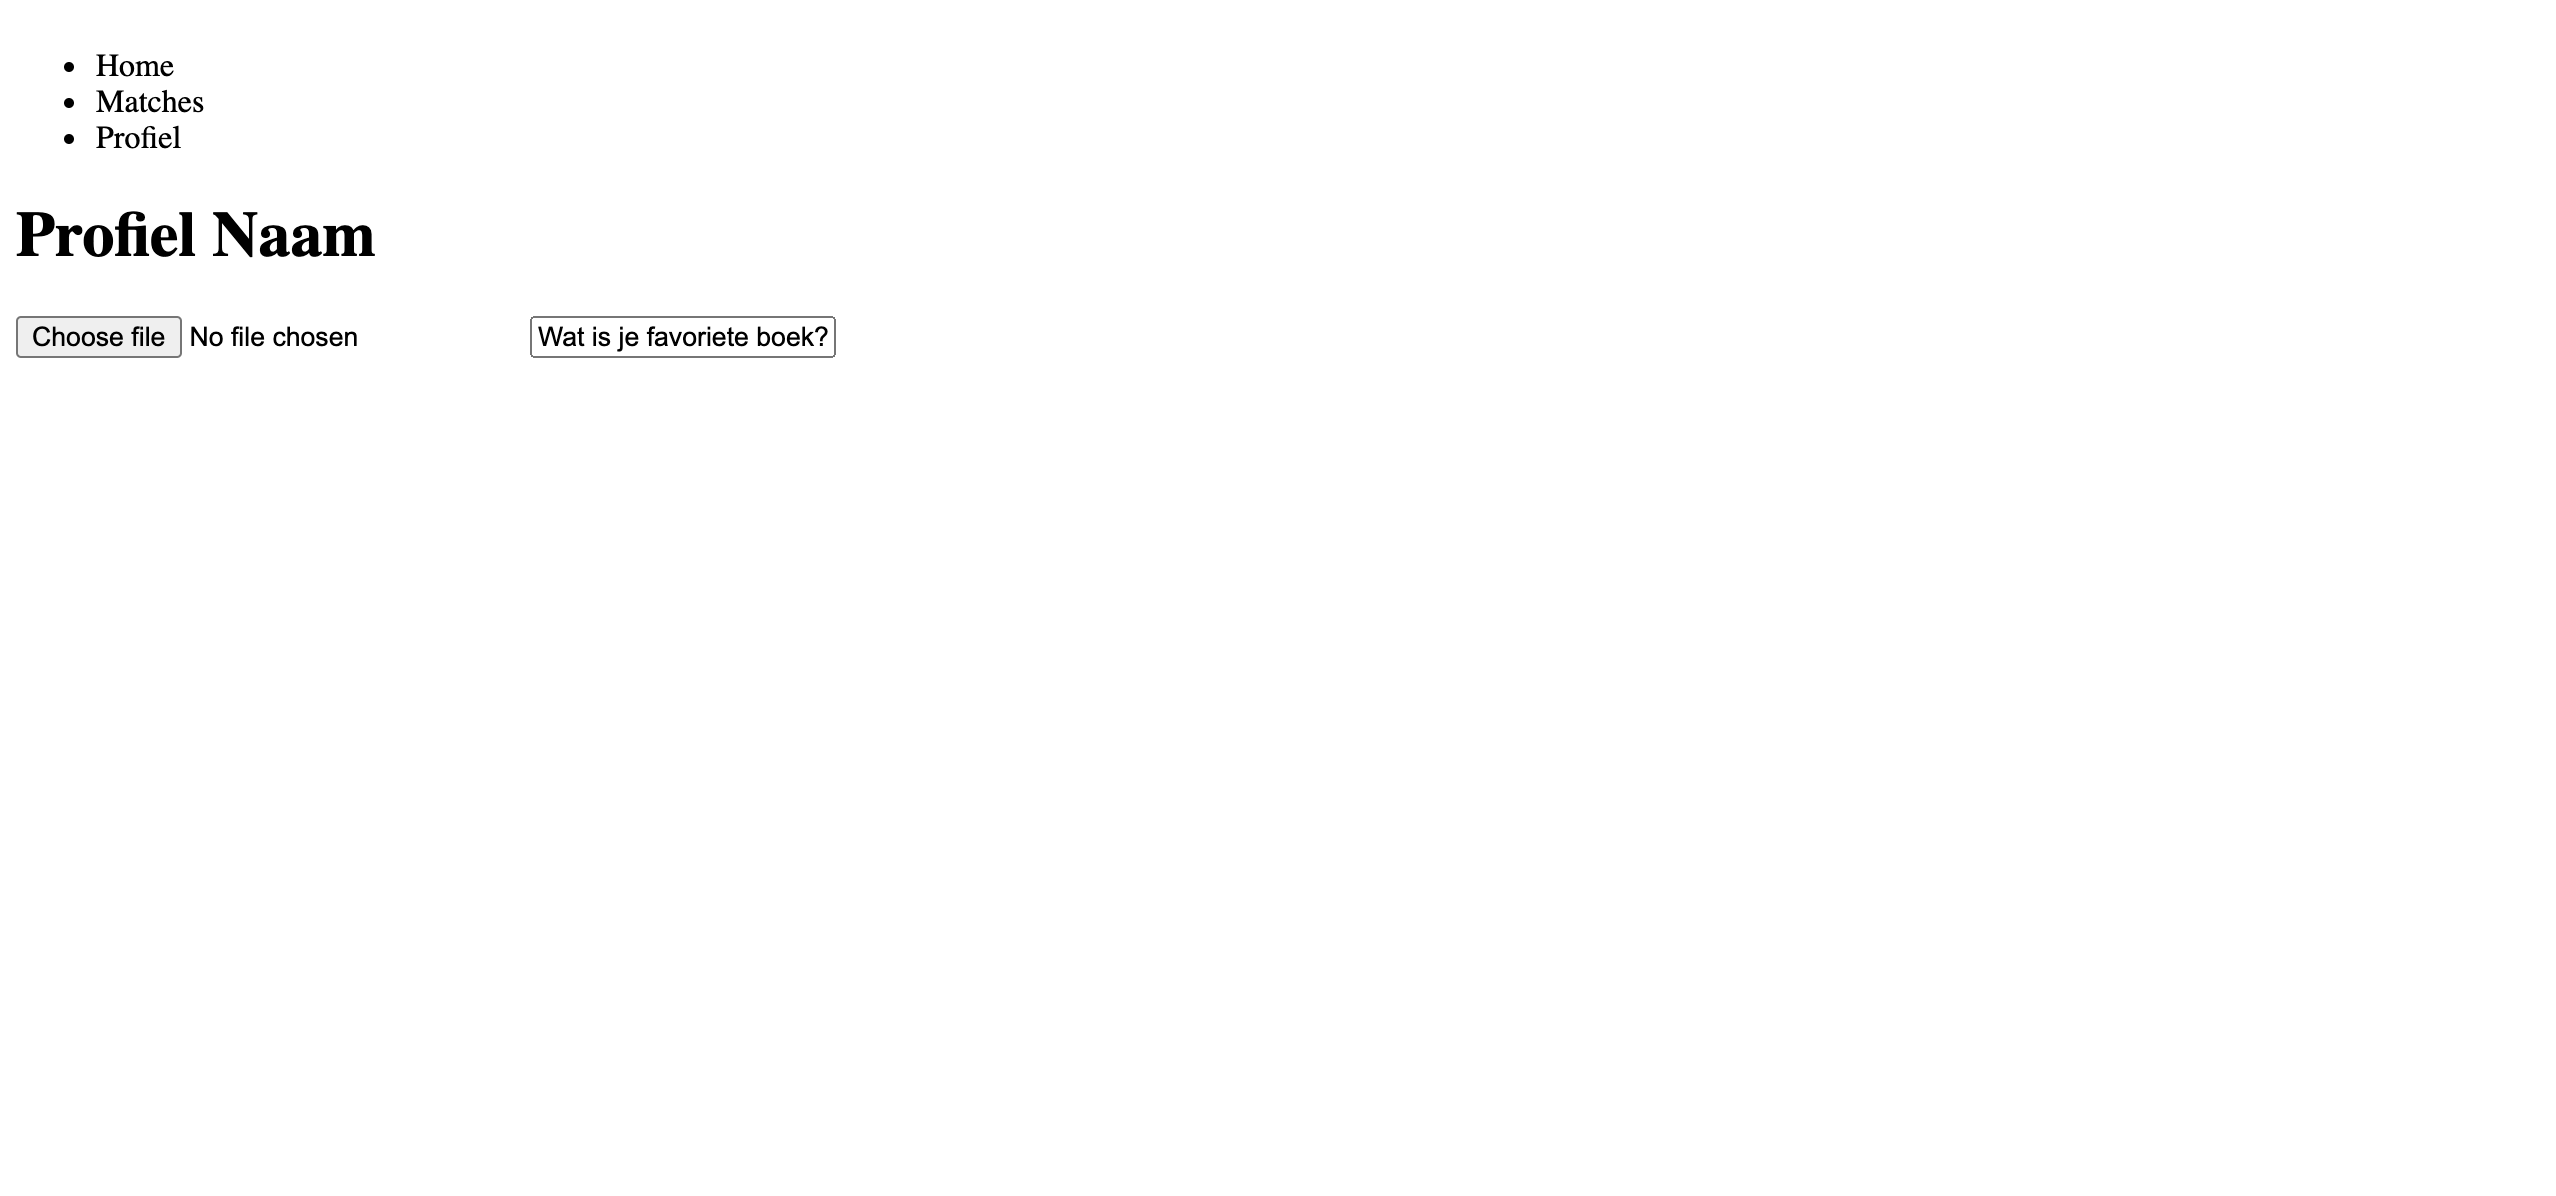 Home
Matches
Profiel
Profiel Naam
Choose file No file chosen Wat is je favoriete boek?